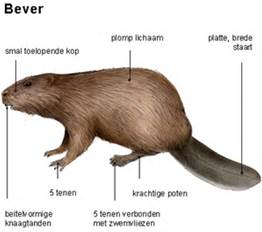 Bever
smal toelopende kop
plomp lichaam
platte, brede
staart
5 tenen
krachtige poten
beitelvormige
knaagtanden
5 tenen verbonden
met zwemvliezen